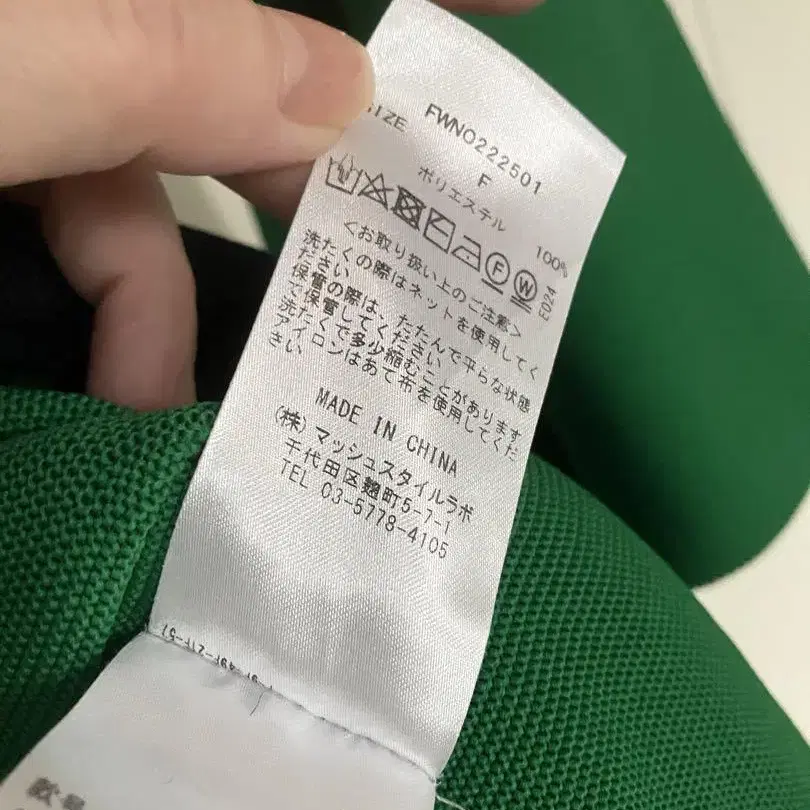 FWNO222501
SIZE F
ポリエステル 100%
F W
ED24
<お取り扱い上のご注意>
洗たくの際はネットを使用してく
ださい
保管の際は、たたんで平らな状態
で保管してください
洗たくで多少縮むことがあります
アイロンはあて布を使用してくだ
さい
MADE IN CHINA
(株)マッシュスタイルラボ
千代田区麹町5-7-1
TEL 03-5778-4105
款号